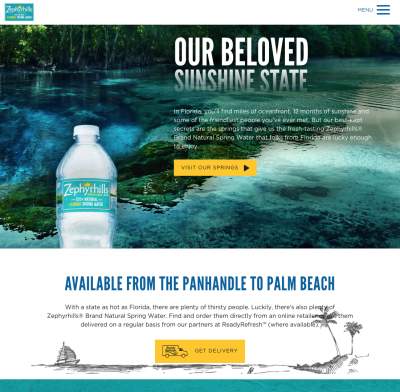 Zephyrhills
MENU
OUR BELOVED
SUNSHINE STATE
In Florida, you'll find miles of oceanfront, 12 months of sunshine and
some of the friendliest people you've ever met. But our best-kept
secrets are the springs that give us the fresh-tasting Zephyrhills®
Brand Natural Spring Water that folks from Florida are lucky enough
to enjoy.
VISIT OUR SPRINGS
Zephyrhills
100% NATURAL
SPRING WATER
AVAILABLE FROM THE PANHANDLE TO PALM BEACH
With a state as hot as Florida, there are plenty of thirsty people. Luckily, there's also plenty of
Zephyrhills® Brand Natural Spring Water. Find and order them directly from an online retailer
delivered on a regular basis from our partners at ReadyRefresh™ (where available).
GET DELIVERY